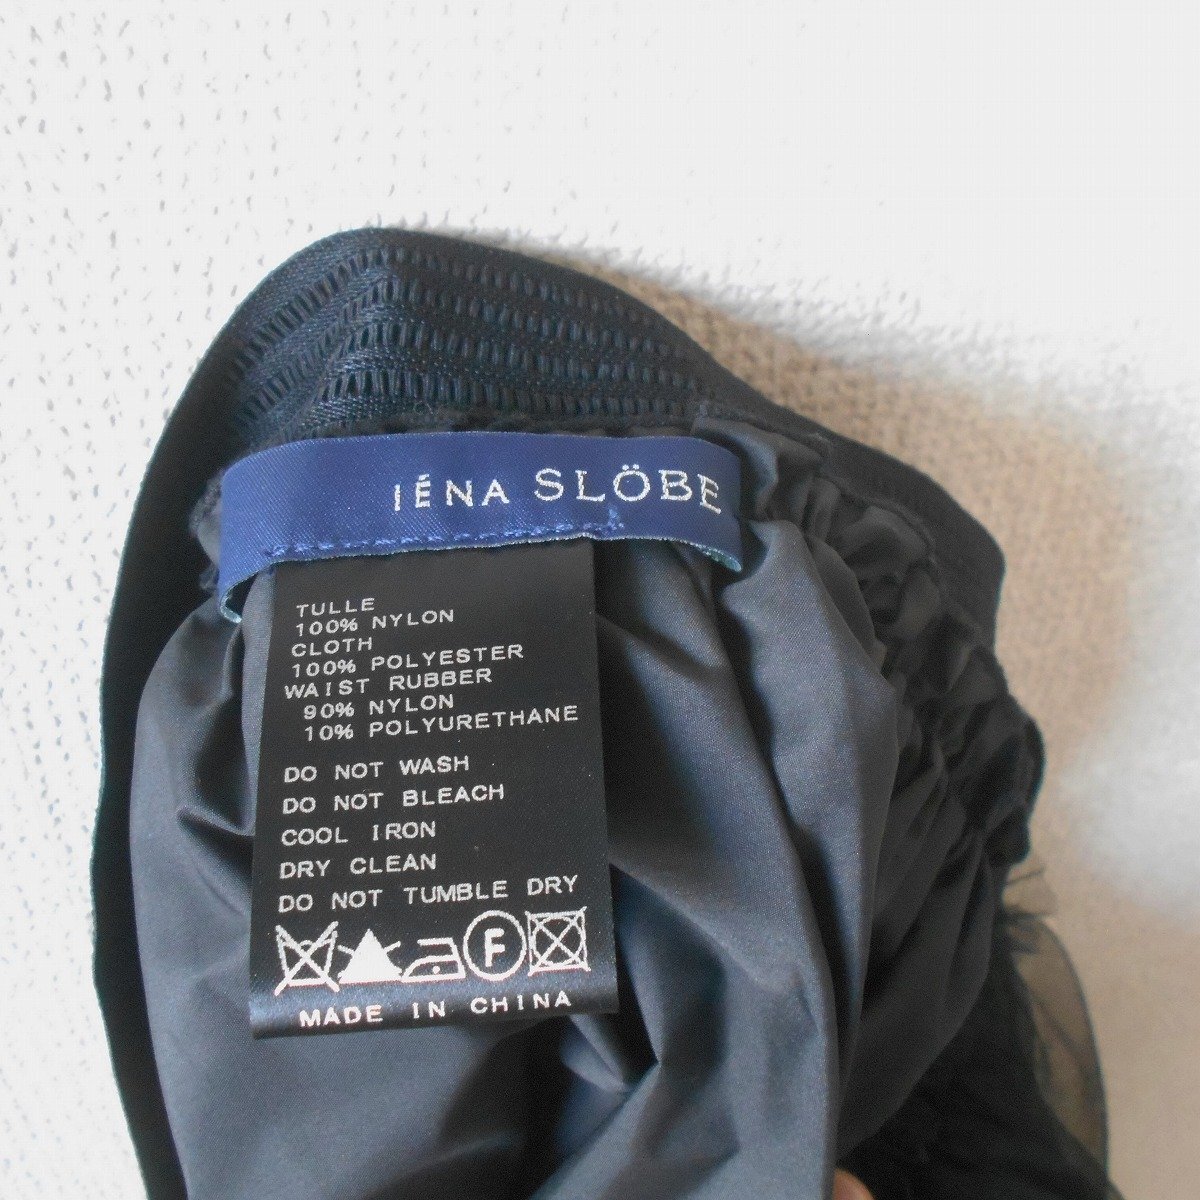 IÉNA SLÖBE
TULLE
100% NYLON
CLOTH
100% POLYESTER
WAIST RUBBER
90% NYLON
10% POLYURETHANE
DO NOT WASH
DO NOT BLEACH
COOL IRON
DRY CLEAN
DO NOT TUMBLE DRY
F
MADE IN CHINA